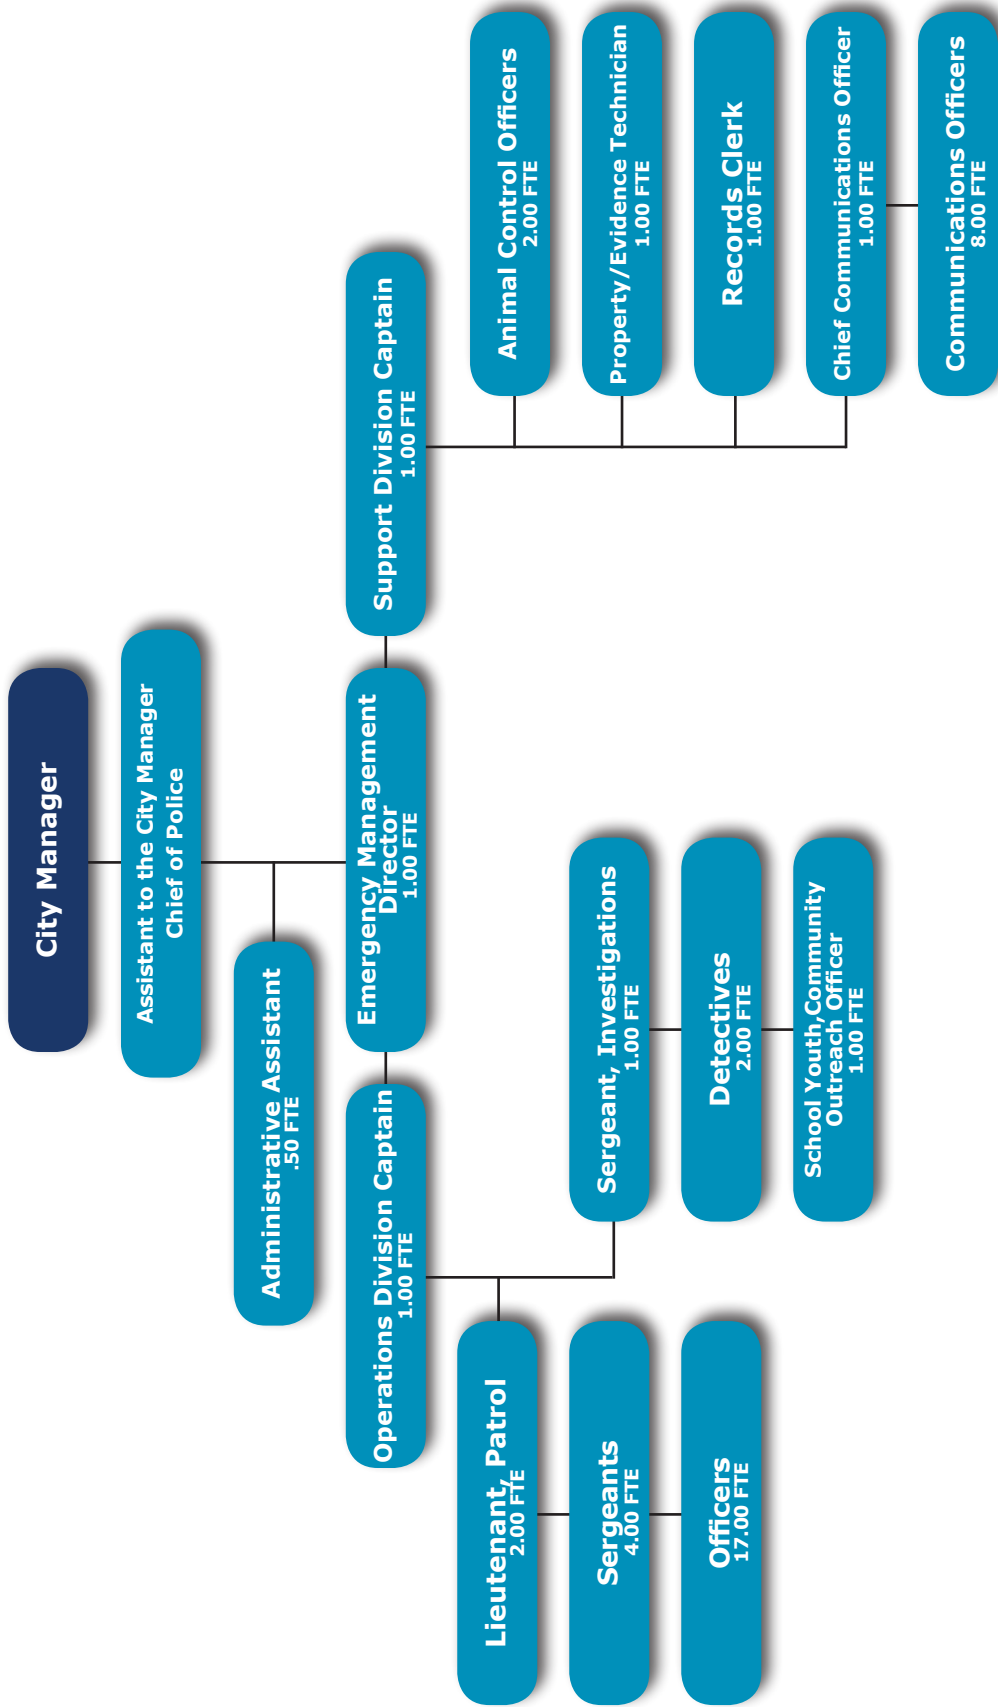 City Manager
Assistant to the City Manager
Chief of Police
Administrative Assistant
.50 FTE
Operations Division Captain
1.00 FTE
Emergency Management
Director
1.00 FTE
Support Division Captain
1.00 FTE
Lieutenant, Patrol
2.00 FTE
Sergeants
4.00 FTE
Officers
17.00 FTE
Sergeant, Investigations
1.00 FTE
Detectives
2.00 FTE
School Youth,Community
Outreach Officer
1.00 FTE
Animal Control Officers
2.00 FTE
Property/Evidence Technician
1.00 FTE
Records Clerk
1.00 FTE
Chief Communications Officer
1.00 FTE
Communications Officers
8.00 FTE